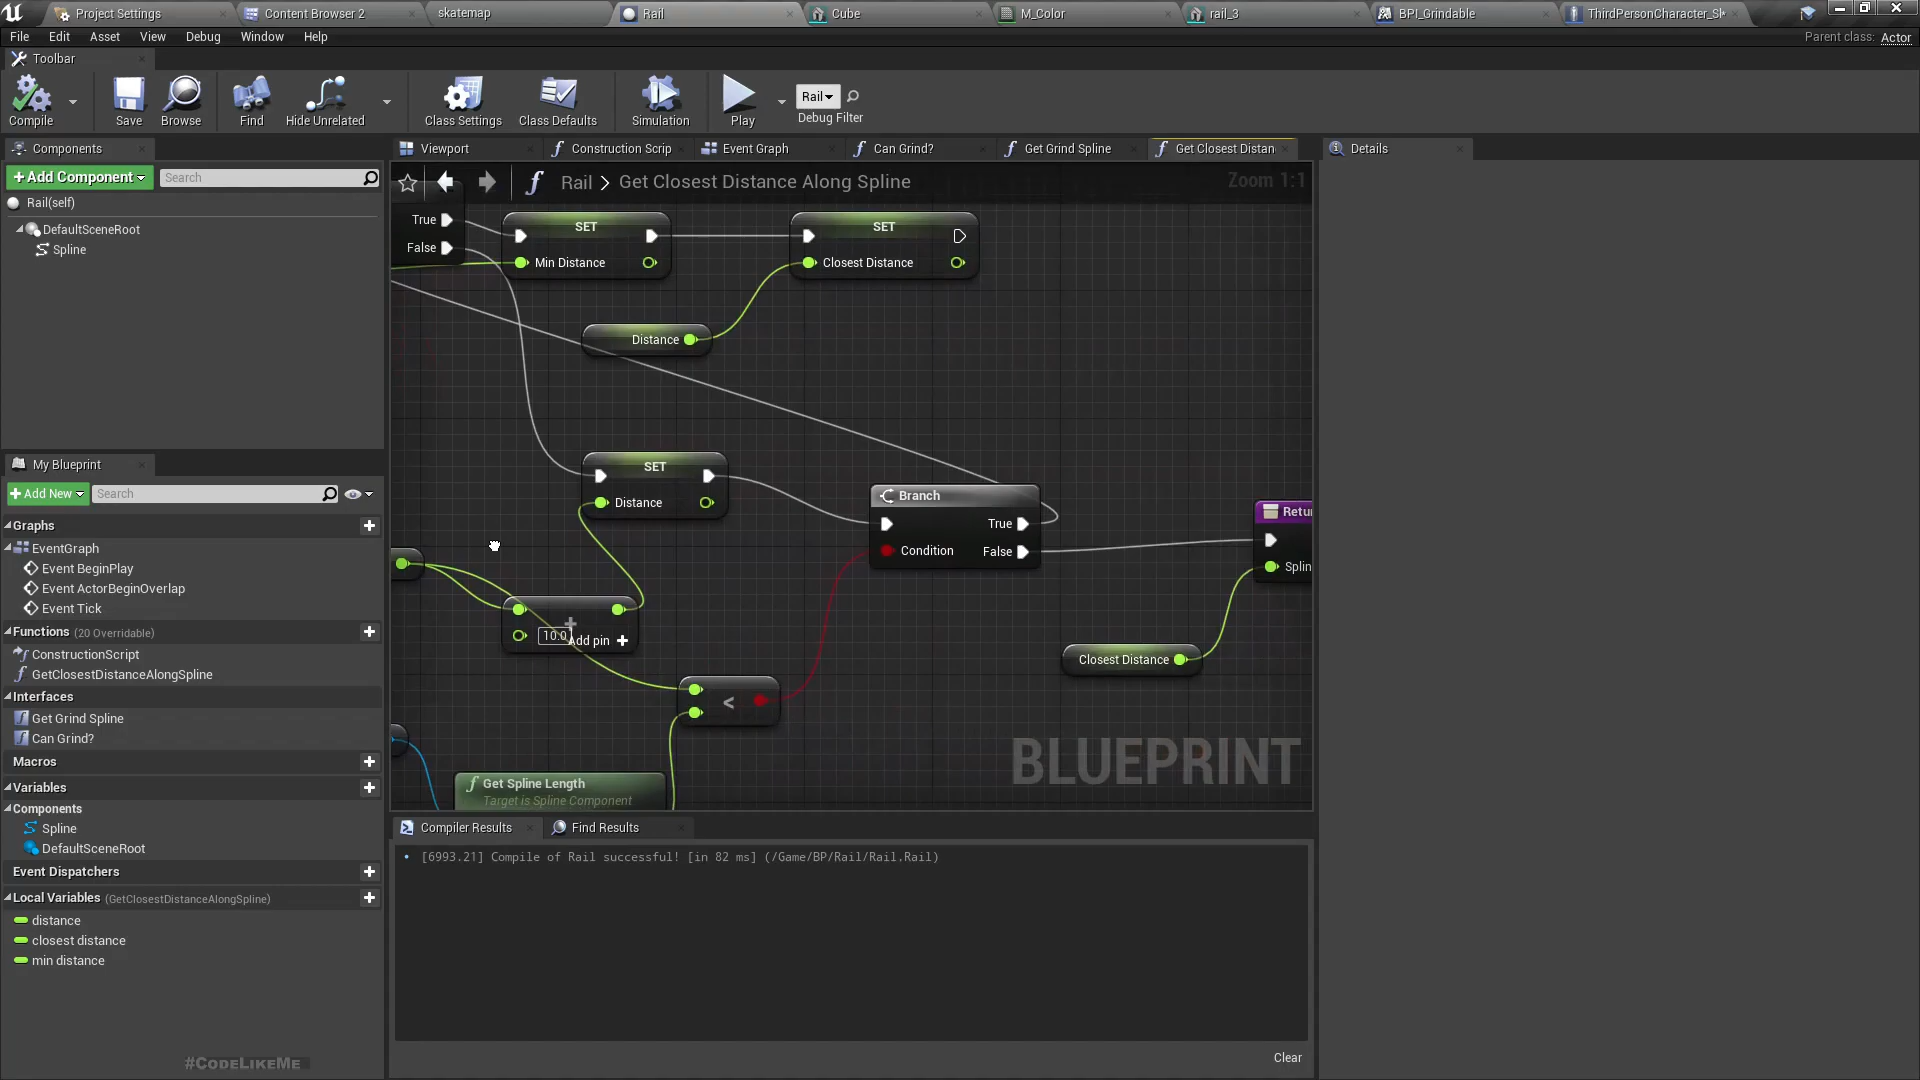 Project Settings
Content Browser 2
skatemap
Rail
Cube
M_Color
rail_3
BPI_Grindable
ThirdPersonCharacter_Sk*
File Edit Asset View Debug Window Help
Parent class: Actor
Toolbar
Compile
Save
Browse
Find
Hide Unrelated
Class Settings
Class Defaults
Simulation
Play
Rail
Debug Filter
Components
+Add Component
Search
Rail(self)
DefaultSceneRoot
Spline
Viewport
Construction Scrip
Event Graph
Can Grind?
Get Grind Spline
Get Closest Distan
Details
Rail > Get Closest Distance Along Spline
Zoom 1:1
True
False
SET
Min Distance
SET
Closest Distance
Distance
SET
Distance
Branch
True
Condition
False
Retu
Splin
10.0
Add pin +
Closest Distance
<
Get Spline Length
Target is Spline Component
BLUEPRINT
My Blueprint
+Add New
Search
Graphs
EventGraph
Event BeginPlay
Event ActorBeginOverlap
Event Tick
Functions (20 Overridable)
ConstructionScript
GetClosestDistanceAlongSpline
Interfaces
Get Grind Spline
Can Grind?
Macros
Variables
Components
Spline
DefaultSceneRoot
Event Dispatchers
Local Variables (GetClosestDistanceAlongSpline)
distance
closest distance
min distance
Compiler Results
Find Results
[6993.21] Compile of Rail successful! [in 82 ms] (/Game/BP/Rail/Rail.Rail)
Clear
#CodeLikeMe